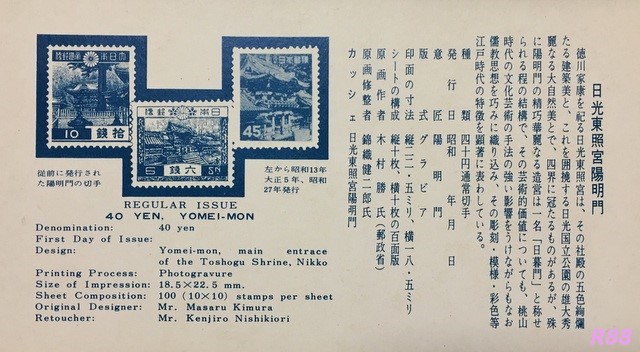 日光東照宮陽明門
徳川家康を祀る日光東照宮は、その社殿の五色絢爛
たる建築美と、これを囲撓する日光国立公園の雄大秀
麗なる大自然美とで、四界に冠たるものがあるが、殊
に陽明門の精巧華麗なる造営は一名「日暮門」と称せ
られる程の結構で、その芸術的価値についても、桃山
時代の文化芸術の手法の強い影響をうけながらもなお
儒教思想を巧みに織り込み、その彫刻・模様・彩色等
江戸時代の特徴を顕著に表わしている。
種類 四十円通常切手
発行日 昭和 年 月 日
意匠 陽明門
版式 グラビア
印面の寸法 縦二二・五ミリ、横一八・五ミリ
シートの構成 縦十枚、横十枚の百面版
原画作者 木村勝氏(郵政省)
原画修整者 錦織健二郎氏
カッシェ 日光東照宮陽明門
日本帝国郵便
10 銭拾
5 銭六 Sn
45
従前に発行され
た陽明門の切手
左から昭和13年
大正5年、昭和
27年発行
REGULAR ISSUE
40 YEN, YOMEI-MON
Denomination: 40 yen
First Day of Issue:
Design: Yomei-mon, main entrace
of the Toshogu Shrine, Nikko
Printing Process: Photogravure
Size of Impression: 18.5×22.5 mm.
Sheet Composition: 100 (10×10) stamps per sheet
Original Designer: Mr. Masaru Kimura
Retoucher: Mr. Kenjiro Nishikiori